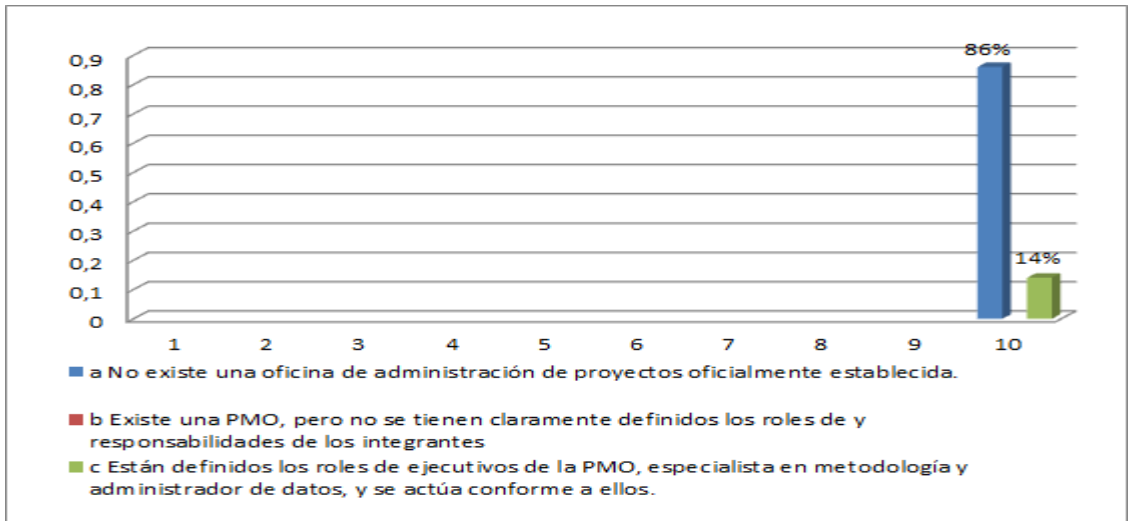 86%
0,9
0,8
0,7
0,6
0,5
0,4
0,3
0,2
14%
0,1
0
1 2 3 4 5 6 7 8 9 10
a No existe una oficina de administración de proyectos oficialmente establecida.
b Existe una PMO, pero no se tienen claramente definidos los roles de y
responsabilidades de los integrantes
c Están definidos los roles de ejecutivos de la PMO, especialista en metodología y
administrador de datos, y se actúa conforme a ellos.